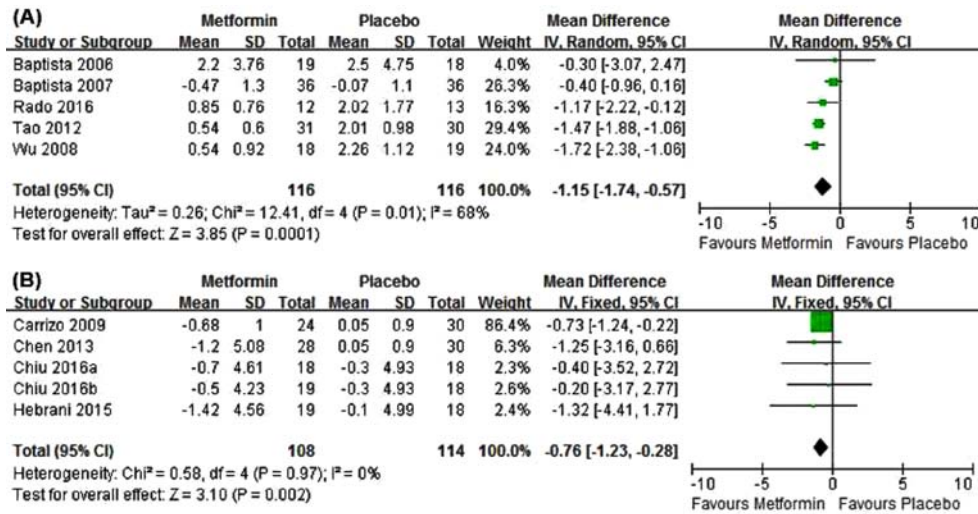 (A)
Metformin Placebo Mean Difference Mean Difference
Study or Subgroup Mean SD Total Mean SD Total Weight IV, Random, 95% CI IV, Random, 95% CI
Baptista 2006 2.2 3.76 19 2.5 4.75 18 4.0% -0.30 [-3.07, 2.47]
Baptista 2007 -0.47 1.3 36 -0.07 1.1 36 26.3% -0.40 [-0.96, 0.16]
Rado 2016 0.85 0.76 12 2.02 1.77 13 16.3% -1.17 [-2.22, -0.12]
Tao 2012 0.54 0.6 31 2.01 0.98 30 29.4% -1.47 [-1.88, -1.06]
Wu 2008 0.54 0.92 18 2.26 1.12 19 24.0% -1.72 [-2.38, -1.06]
Total (95% CI) 116 116 100.0% -1.15 [-1.74, -0.57]
Heterogeneity: Tau² = 0.26; Chi² = 12.41, df = 4 (P = 0.01); I² = 68%
Test for overall effect: Z = 3.85 (P = 0.0001)
-10 -5 0 5 10
Favours Metformin Favours Placebo
(B)
Metformin Placebo Mean Difference Mean Difference
Study or Subgroup Mean SD Total Mean SD Total Weight IV, Fixed, 95% CI IV, Fixed, 95% CI
Carrizo 2009 -0.68 1 24 0.05 0.9 30 86.4% -0.73 [-1.24, -0.22]
Chen 2013 -1.2 5.08 28 0.05 0.9 30 6.3% -1.25 [-3.16, 0.66]
Chiu 2016a -0.7 4.61 18 -0.3 4.93 18 2.3% -0.40 [-3.52, 2.72]
Chiu 2016b -0.5 4.23 19 -0.3 4.93 18 2.6% -0.20 [-3.17, 2.77]
Hebrani 2015 -1.42 4.56 19 -0.1 4.99 18 2.4% -1.32 [-4.41, 1.77]
Total (95% CI) 108 114 100.0% -0.76 [-1.23, -0.28]
Heterogeneity: Chi² = 0.58, df = 4 (P = 0.97); I² = 0%
Test for overall effect: Z = 3.10 (P = 0.002)
-10 -5 0 5 10
Favours Metformin Favours Placebo